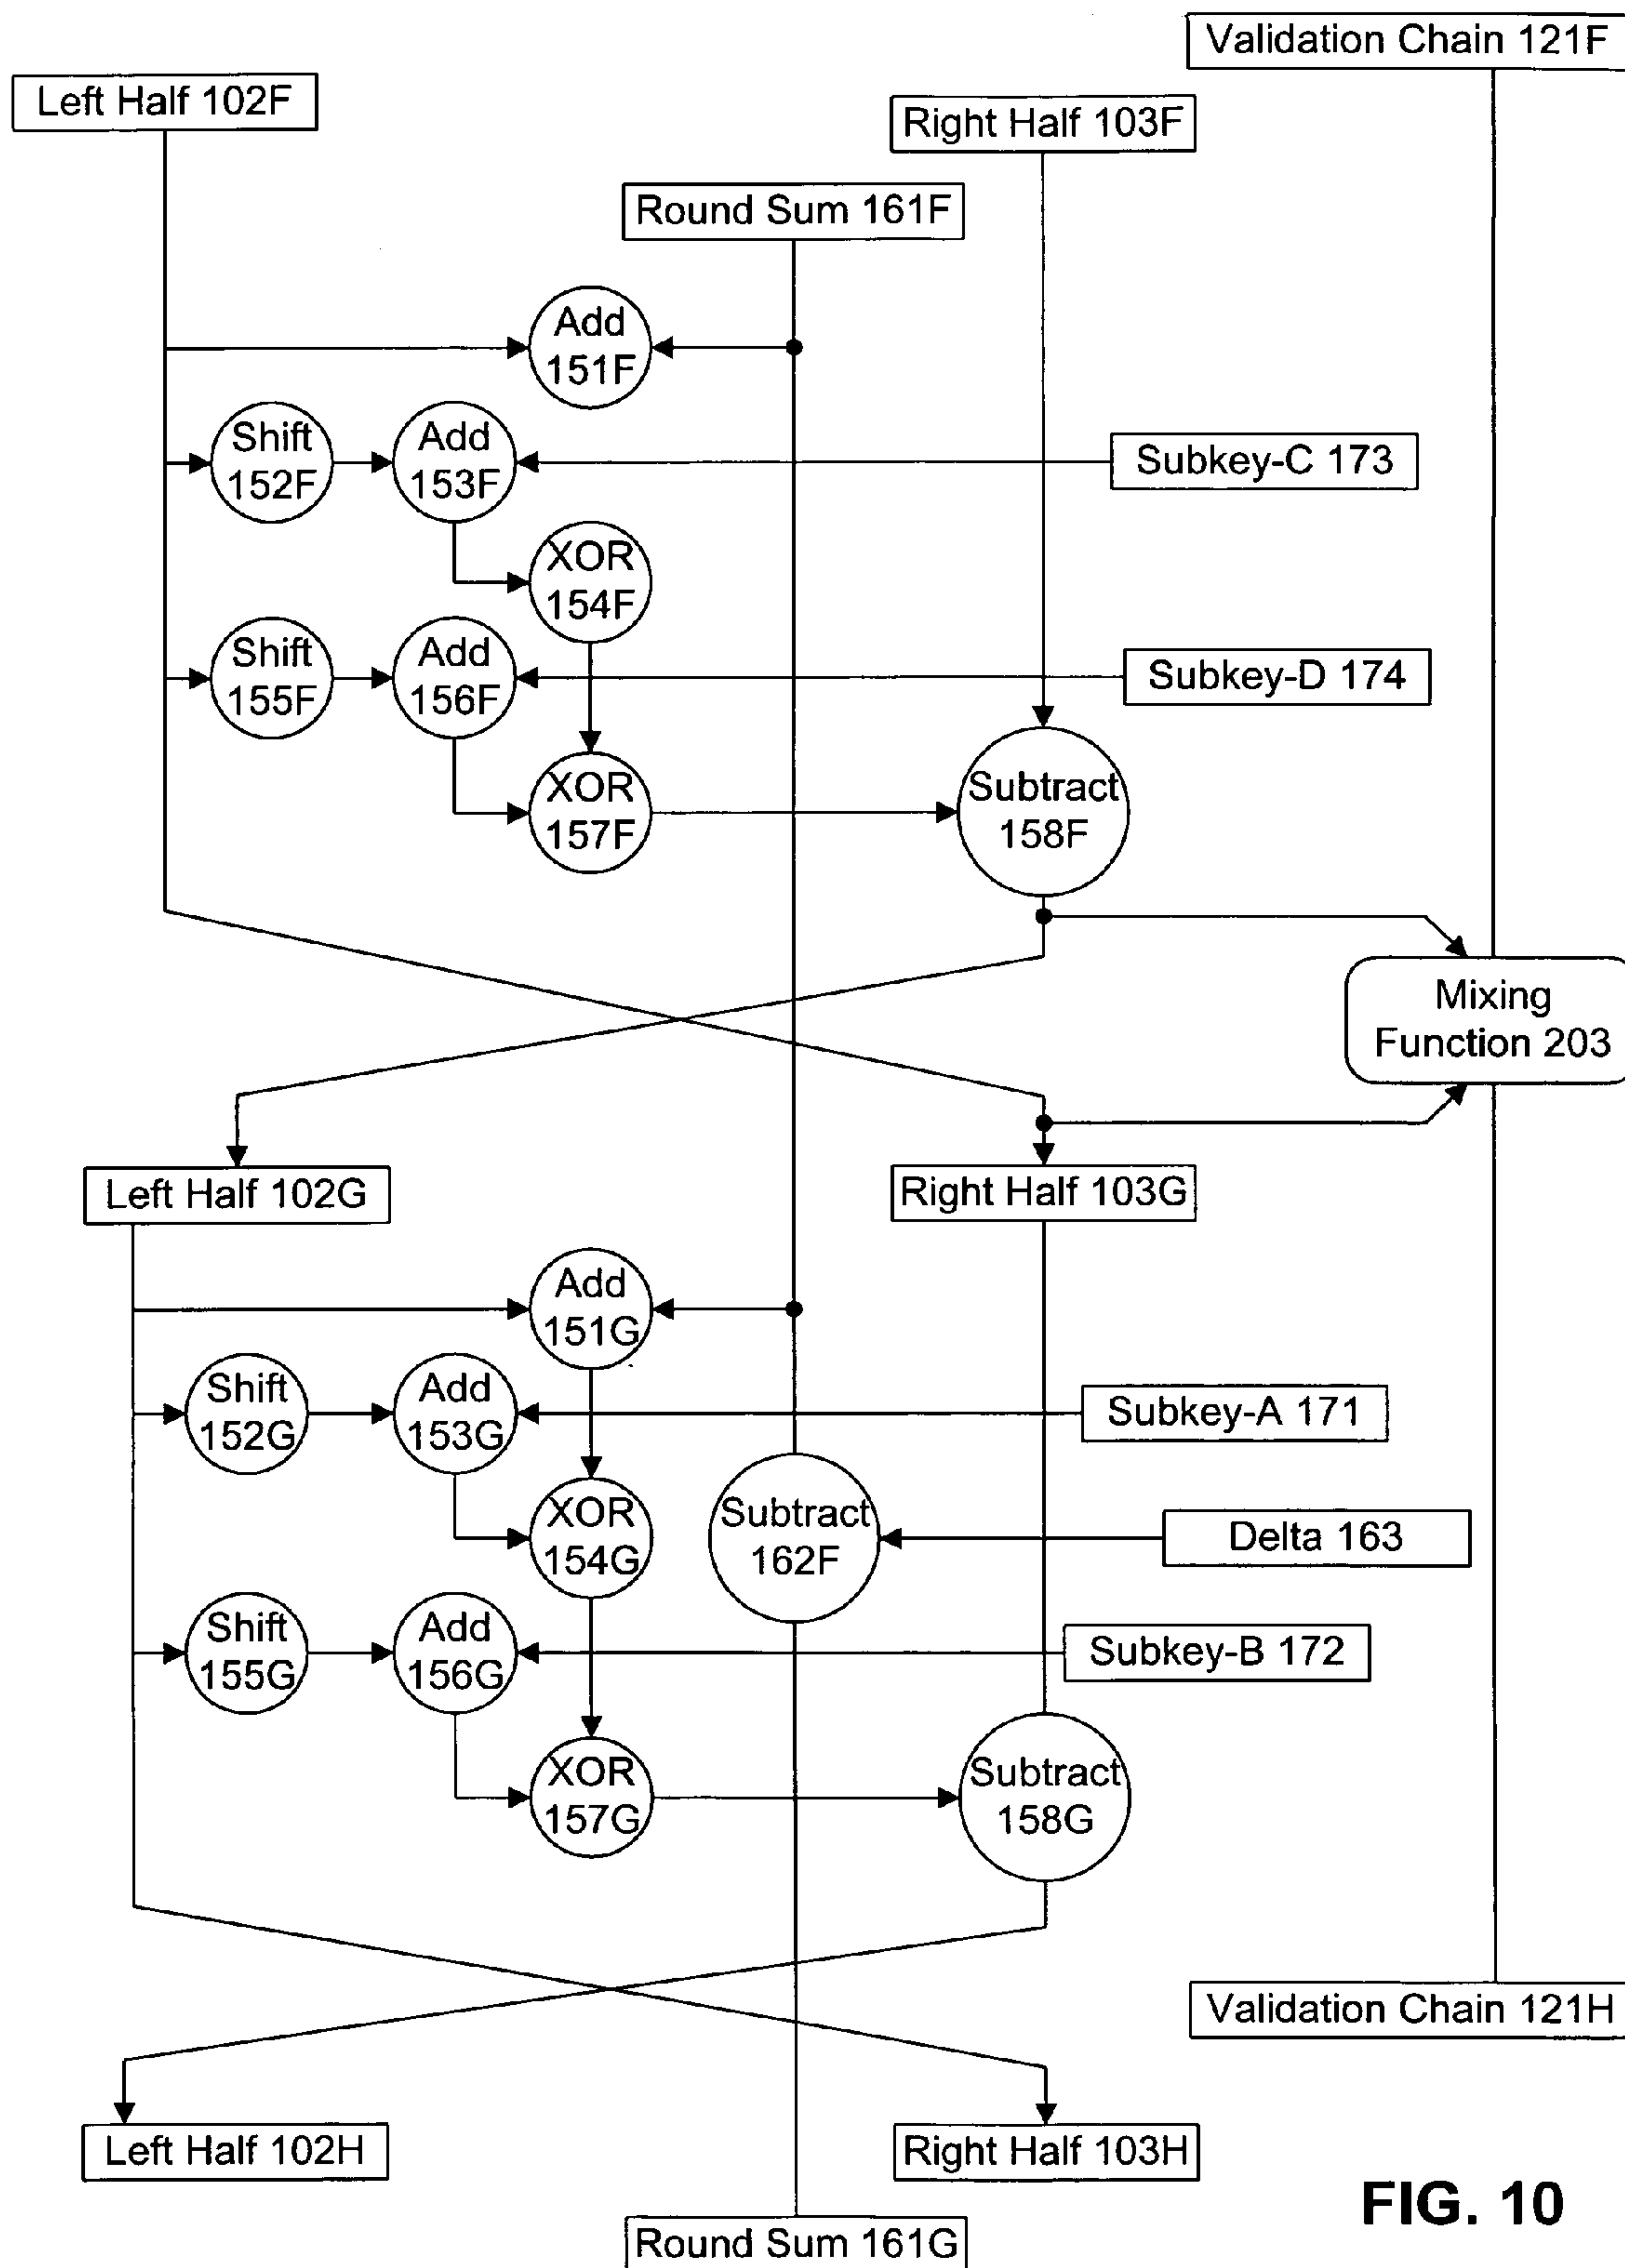 Validation Chain 121F
Left Half 102F
Right Half 103F
Round Sum 161F
Add
151F
Shift
152F
Add
153F
Subkey-C 173
XOR
154F
Shift
155F
Add
156F
Subkey-D 174
XOR
157F
Subtract
158F
Mixing
Function 203
Left Half 102G
Right Half 103G
Add
151G
Shift
152G
Add
153G
Subkey-A 171
XOR
154G
Subtract
162F
Delta 163
Shift
155G
Add
156G
Subkey-B 172
XOR
157G
Subtract
158G
Validation Chain 121H
Left Half 102H
Right Half 103H
FIG. 10
Round Sum 161G